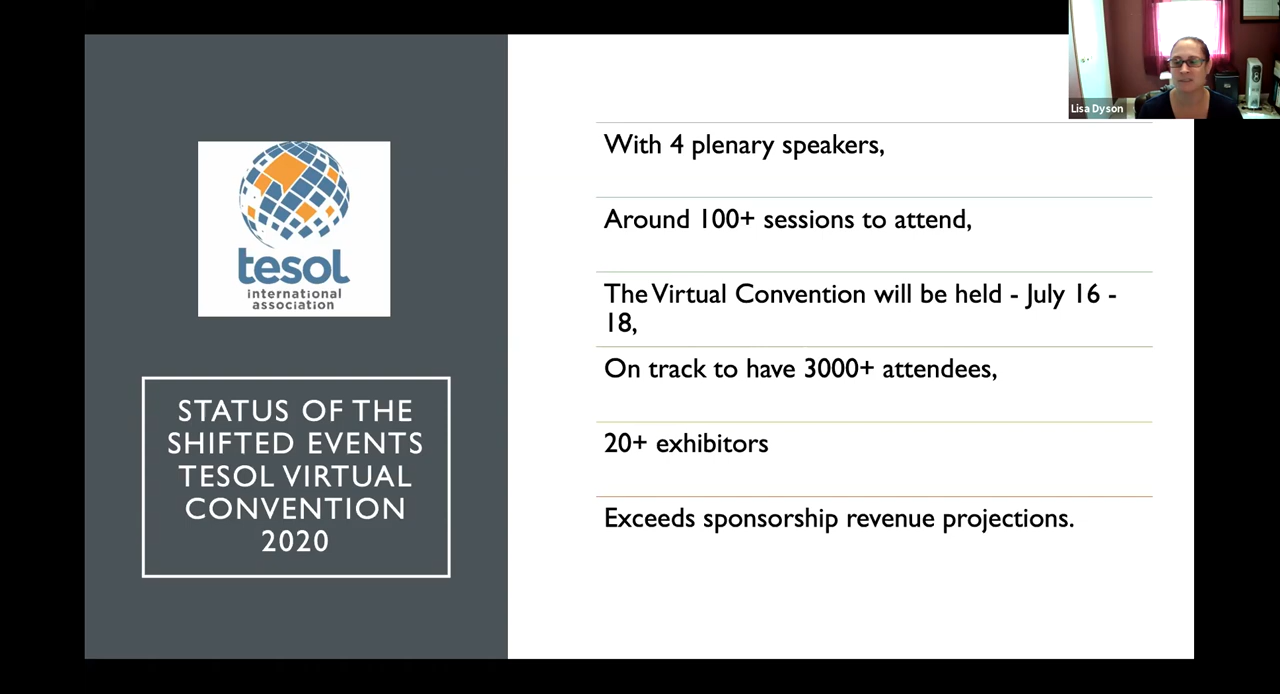 Lisa Dyson
tesol
international
association
STATUS OF THE
SHIFTED EVENTS
TESOL VIRTUAL
CONVENTION
2020
With 4 plenary speakers,
Around 100+ sessions to attend,
The Virtual Convention will be held - July 16 -
18,
On track to have 3000+ attendees,
20+ exhibitors
Exceeds sponsorship revenue projections.